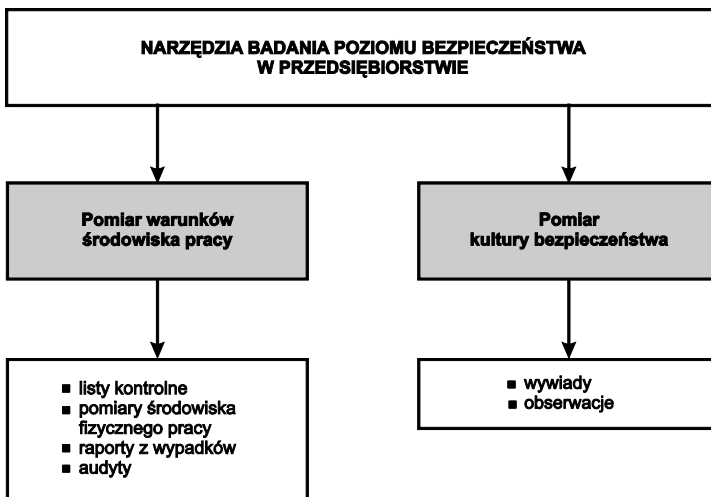 NARZĘDZIA BADANIA POZIOMU BEZPIECZEŃSTWA
W PRZEDSIĘBIORSTWIE
Pomiar warunków
środowiska pracy
Pomiar
kultury bezpieczeństwa
▪ listy kontrolne
▪ pomiary środowiska
fizycznego pracy
▪ raporty z wypadków
▪ audyty
▪ wywiady
▪ obserwacje